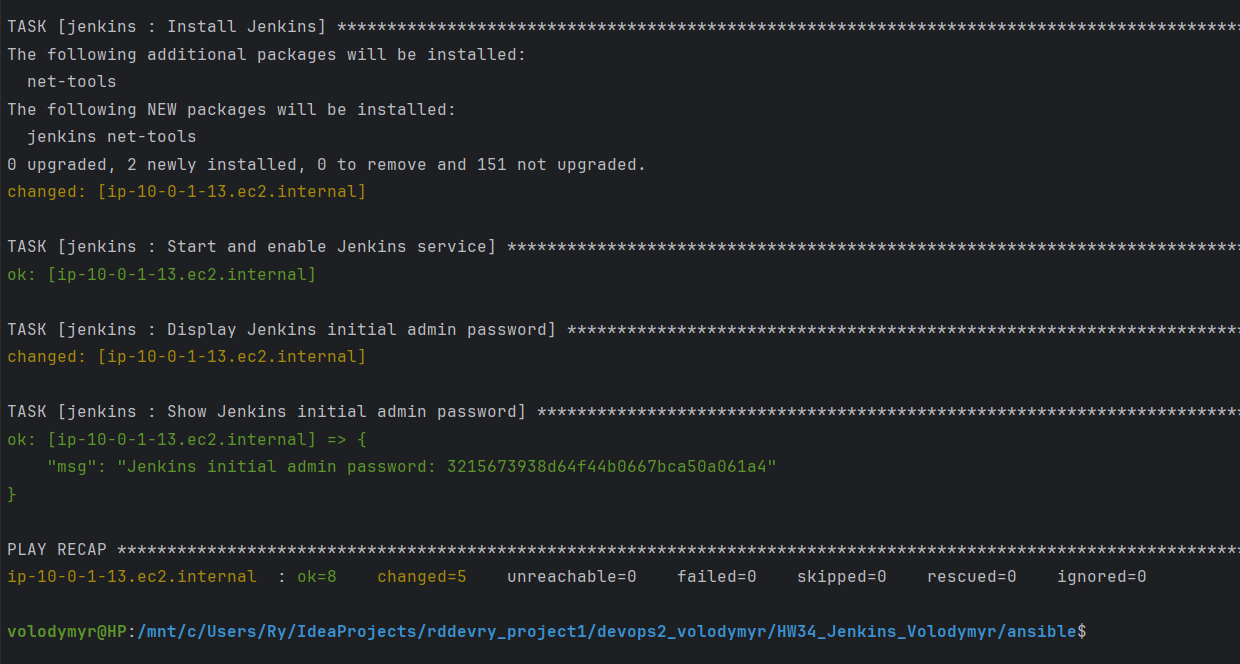 TASK [jenkins : Install Jenkins] *******************************************************************************************
The following additional packages will be installed:
  net-tools
The following NEW packages will be installed:
  jenkins net-tools
0 upgraded, 2 newly installed, 0 to remove and 151 not upgraded.
changed: [ip-10-0-1-13.ec2.internal]

TASK [jenkins : Start and enable Jenkins service] **************************************************************************
ok: [ip-10-0-1-13.ec2.internal]

TASK [jenkins : Display Jenkins initial admin password] ********************************************************************
changed: [ip-10-0-1-13.ec2.internal]

TASK [jenkins : Show Jenkins initial admin password] ***********************************************************************
ok: [ip-10-0-1-13.ec2.internal] => {
    "msg": "Jenkins initial admin password: 3215673938d64f44b0667bca50a061a4"
}

PLAY RECAP *****************************************************************************************************************
ip-10-0-1-13.ec2.internal  : ok=8    changed=5    unreachable=0    failed=0    skipped=0    rescued=0    ignored=0

volodymyr@HP:/mnt/c/Users/Ry/IdeaProjects/rddevry_project1/devops2_volodymyr/HW34_Jenkins_Volodymyr/ansible$